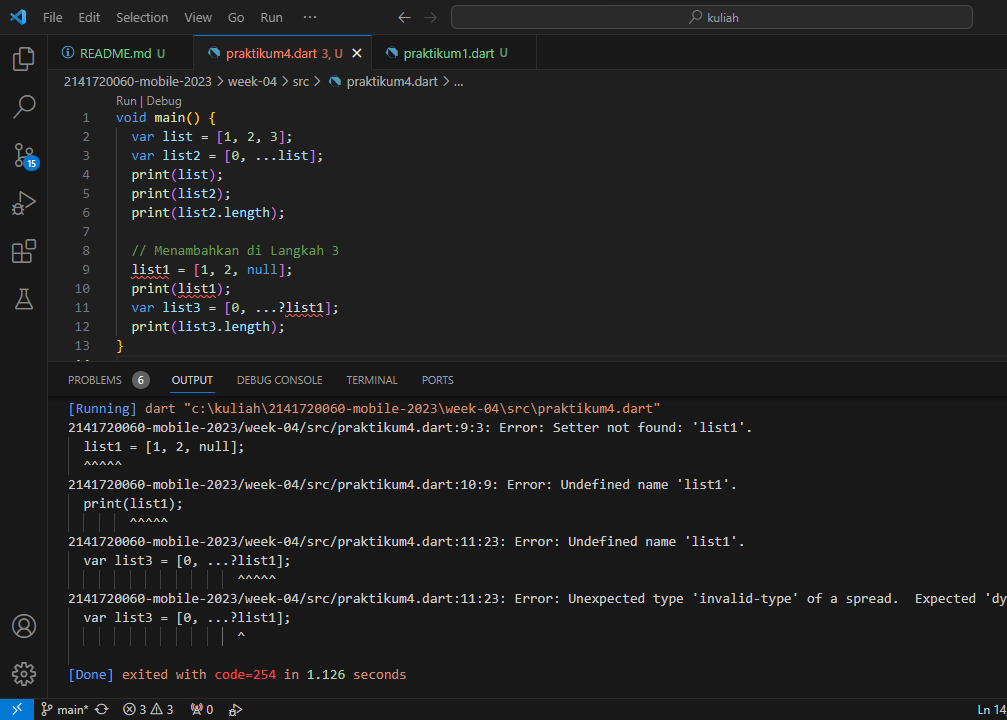 File Edit Selection View Go Run ··· ← → kuliah
README.md U praktikum4.dart 3, U × praktikum1.dart U
2141720060-mobile-2023 > week-04 > src > praktikum4.dart > ...
Run | Debug
1 void main() {
2 var list = [1, 2, 3];
3 var list2 = [0, ...list];
4 print(list);
5 print(list2);
6 print(list2.length);
7
8 // Menambahkan di Langkah 3
9 list1 = [1, 2, null];
10 print(list1);
11 var list3 = [0, ...?list1];
12 print(list3.length);
13 }
15
PROBLEMS 6 OUTPUT DEBUG CONSOLE TERMINAL PORTS
[Running] dart "c:\kuliah\2141720060-mobile-2023\week-04\src\praktikum4.dart"
2141720060-mobile-2023/week-04/src/praktikum4.dart:9:3: Error: Setter not found: 'list1'.
list1 = [1, 2, null];
^^^^^
2141720060-mobile-2023/week-04/src/praktikum4.dart:10:9: Error: Undefined name 'list1'.
print(list1);
^^^^^
2141720060-mobile-2023/week-04/src/praktikum4.dart:11:23: Error: Undefined name 'list1'.
var list3 = [0, ...?list1];
^^^^^
2141720060-mobile-2023/week-04/src/praktikum4.dart:11:23: Error: Unexpected type 'invalid-type' of a spread.  Expected 'dy
var list3 = [0, ...?list1];
^
[Done] exited with code=254 in 1.126 seconds
main* 3 3 0 Ln 14